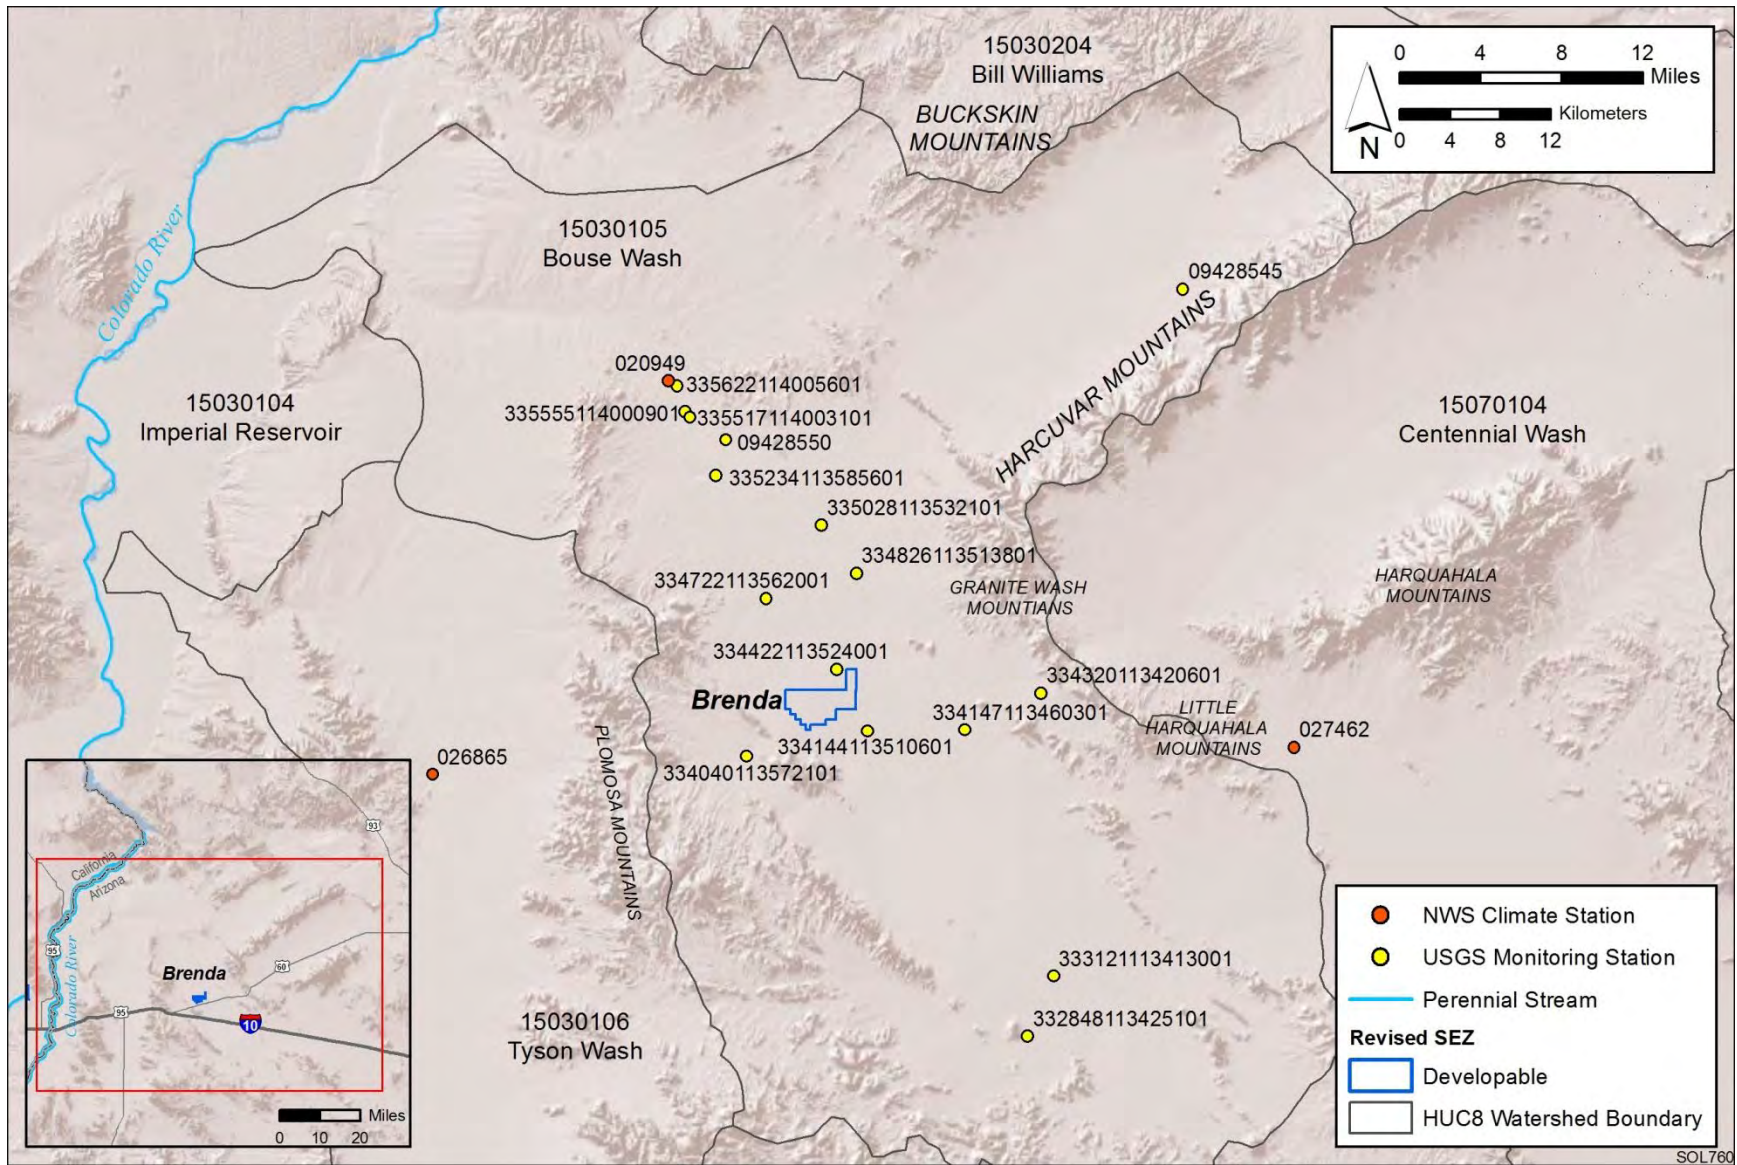 15030204
Bill Williams
BUCKSKIN
MOUNTAINS
0 4 8 12
Miles
Kilometers
0 4 8 12
N
Colorado River
15030105
Bouse Wash
09428545
HARCUVAR MOUNTAINS
020949
335622114005601
335555114000901
335517114003101
09428550
15030104
Imperial Reservoir
15070104
Centennial Wash
335234113585601
335028113532101
334826113513801
334722113562001
GRANITE WASH
MOUNTIANS
HARQUAHALA
MOUNTAINS
334422113524001
Brenda
334320113420601
334147113460301
LITTLE
HARQUAHALA
MOUNTAINS
027462
334144113510601
334040113572101
026865
PLOMOSA MOUNTAINS
333121113413001
332848113425101
15030106
Tyson Wash
93
California
Arizona
95
Colorado River
Brenda
60
95
10
Miles
0 10 20
NWS Climate Station
USGS Monitoring Station
Perennial Stream
Revised SEZ
Developable
HUC8 Watershed Boundary
SOL760